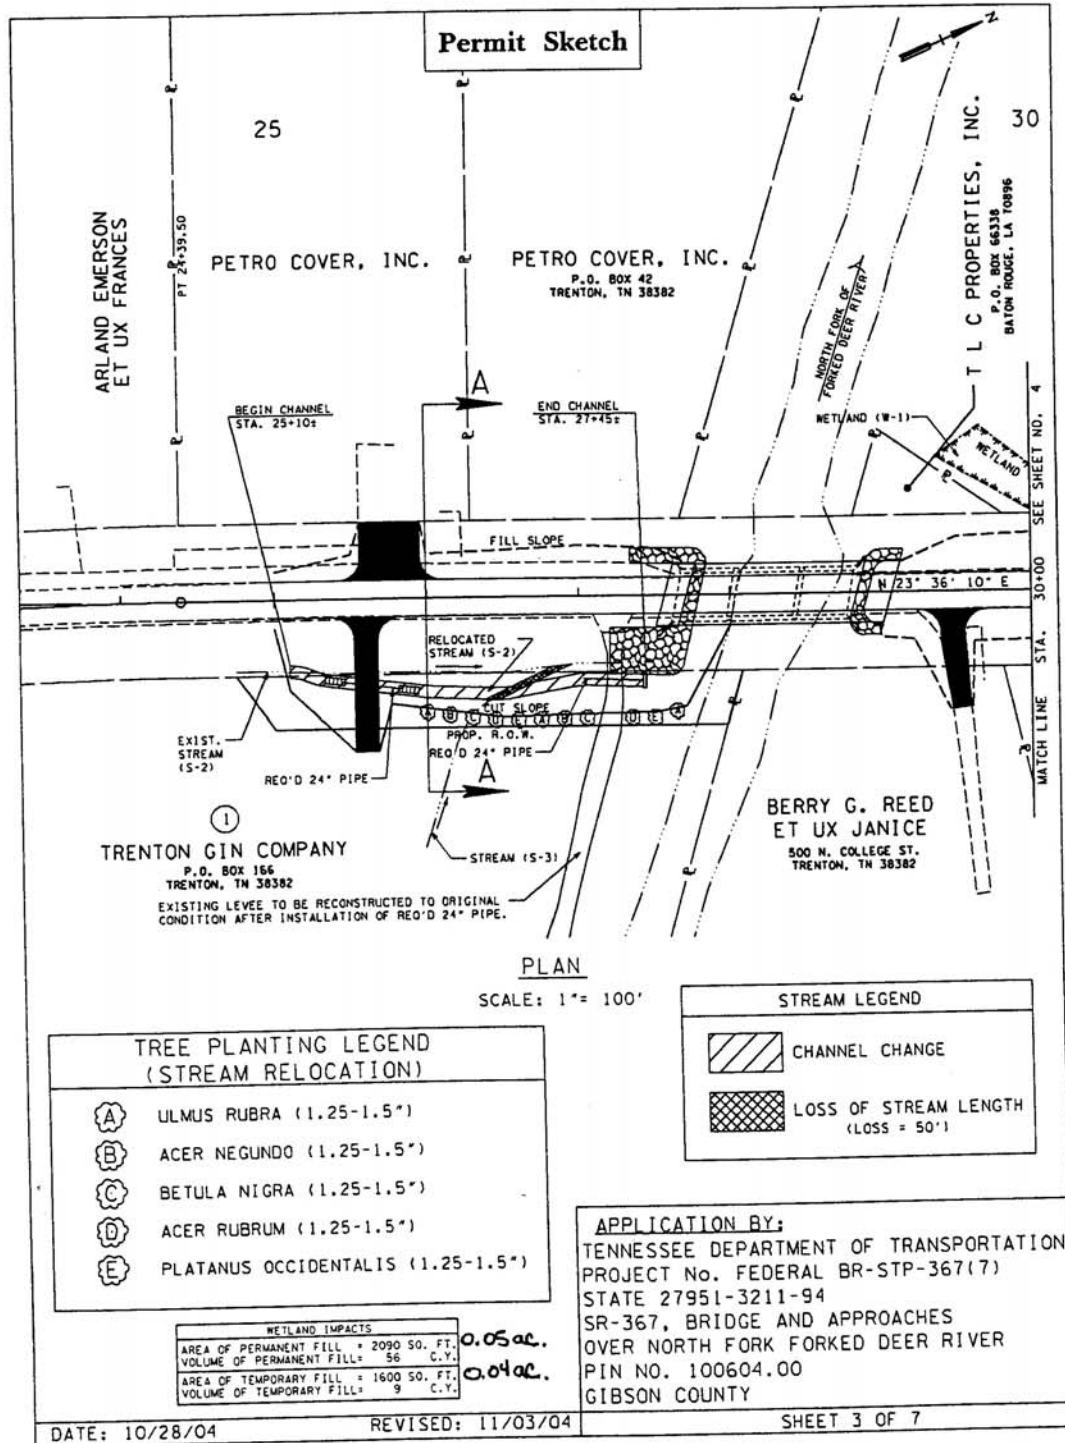 Permit Sketch
N
25
30
ARLAND EMERSON
ET UX FRANCES
PT 24+39.50
PETRO COVER, INC.
PETRO COVER, INC.
P.O. BOX 42
TRENTON, TN 38382
NORTH FORK OF
FORKED DEER RIVER
T L C PROPERTIES, INC.
P.O. BOX 66338
BATON ROUGE, LA 70896
A
BEGIN CHANNEL
STA. 25+10±
END CHANNEL
STA. 27+45±
WETLAND (W-1)
WETLAND
FILL SLOPE
N 23° 36' 10" E
MATCH LINE STA. 30+00 SEE SHEET NO. 4
RELOCATED
STREAM (S-2)
CUT SLOPE
A B C D E A B C D E A
PROP. R.O.W.
REQ'D 24" PIPE
EXIST.
STREAM
(S-2)
REQ'D 24" PIPE
A
1
TRENTON GIN COMPANY
P.O. BOX 166
TRENTON, TN 38382
STREAM (S-3)
BERRY G. REED
ET UX JANICE
500 N. COLLEGE ST.
TRENTON, TN 38382
EXISTING LEVEE TO BE RECONSTRUCTED TO ORIGINAL
CONDITION AFTER INSTALLATION OF REQ'D 24" PIPE.
PLAN
SCALE: 1"= 100'
STREAM LEGEND
CHANNEL CHANGE
LOSS OF STREAM LENGTH
(LOSS = 50')
TREE PLANTING LEGEND
(STREAM RELOCATION)
A ULMUS RUBRA (1.25-1.5")
B ACER NEGUNDO (1.25-1.5")
C BETULA NIGRA (1.25-1.5")
D ACER RUBRUM (1.25-1.5")
E PLATANUS OCCIDENTALIS (1.25-1.5")
WETLAND IMPACTS
AREA OF PERMANENT FILL = 2090 SQ. FT. 0.05 ac.
VOLUME OF PERMANENT FILL= 56 C.Y.
AREA OF TEMPORARY FILL = 1600 SQ. FT. 0.04 ac.
VOLUME OF TEMPORARY FILL= 9 C.Y.
APPLICATION BY:
TENNESSEE DEPARTMENT OF TRANSPORTATION
PROJECT No. FEDERAL BR-STP-367(7)
STATE 27951-3211-94
SR-367, BRIDGE AND APPROACHES
OVER NORTH FORK FORKED DEER RIVER
PIN NO. 100604.00
GIBSON COUNTY
DATE: 10/28/04
REVISED: 11/03/04
SHEET 3 OF 7